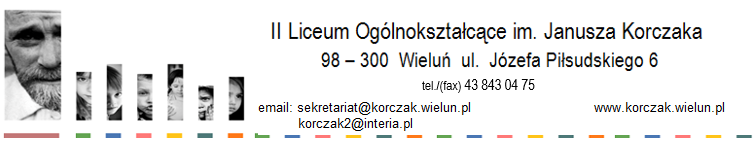 II Liceum Ogólnokształcące im. Janusza Korczaka
98 – 300 Wieluń ul. Józefa Piłsudskiego 6
tel./(fax) 43 843 04 75
email: sekretariat@korczak.wielun.pl www.korczak.wielun.pl
korczak2@interia.pl